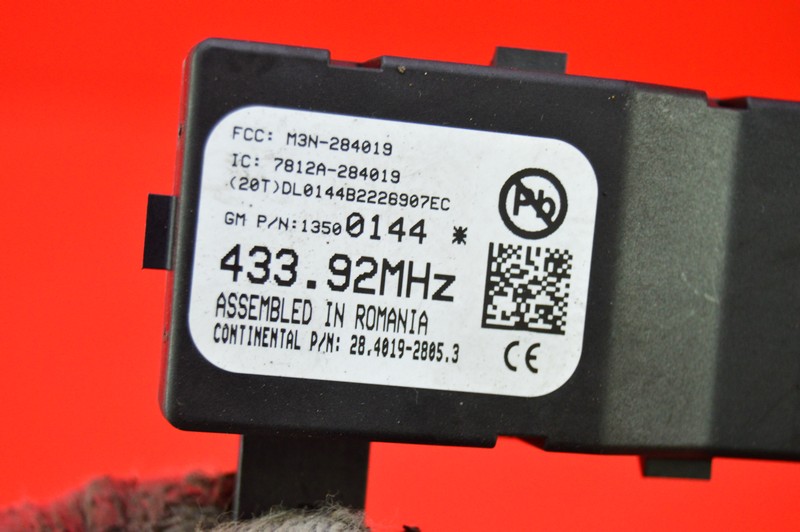 FCC: M3N-284019
IC: 7812A-284019
(20T)DL0144B2226907EC
GM P/N:13500144 *
433.92MHz
ASSEMBLED IN ROMANIA
CONTINENTAL P/N: 28.4019-2805.3
Pb
CE